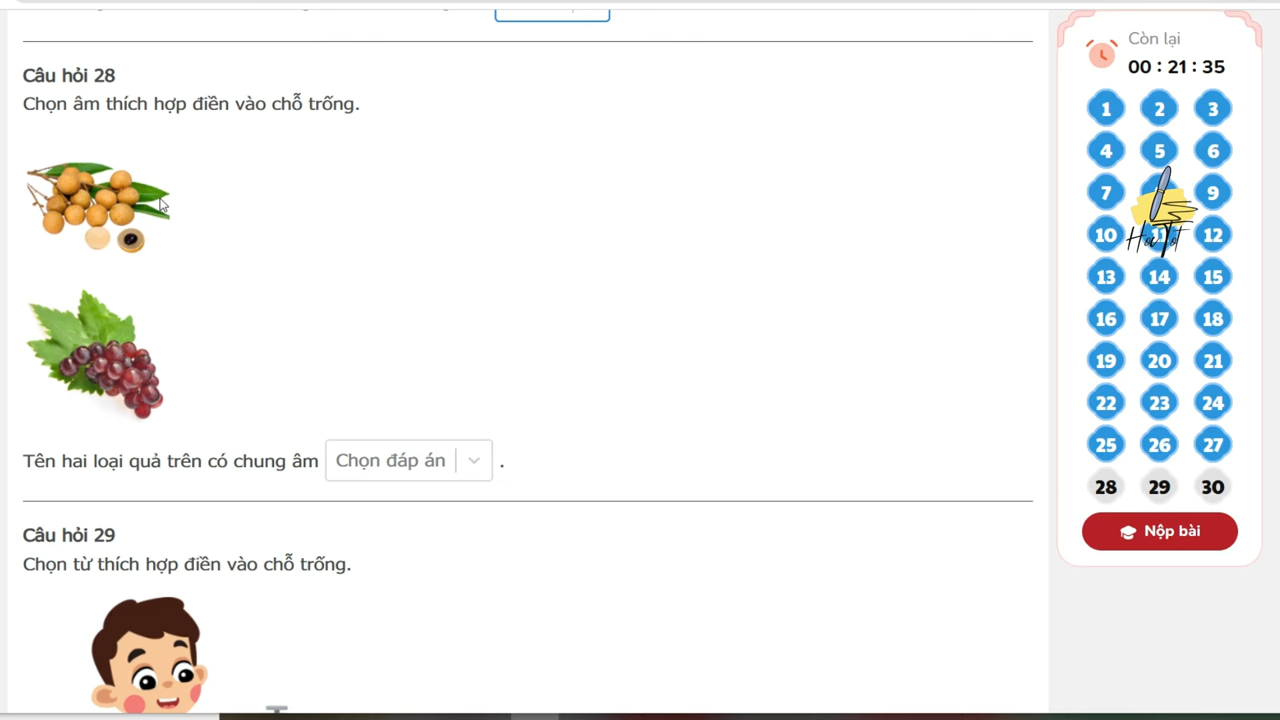 Câu hỏi 28
Chọn âm thích hợp điền vào chỗ trống.
Tên hai loại quả trên có chung âm Chọn đáp án .
Câu hỏi 29
Chọn từ thích hợp điền vào chỗ trống.
Còn lại
00 : 21 : 35
1 2 3
4 5 6
7 9
10 11 12
13 14 15
16 17 18
19 20 21
22 23 24
25 26 27
28 29 30
Nộp bài